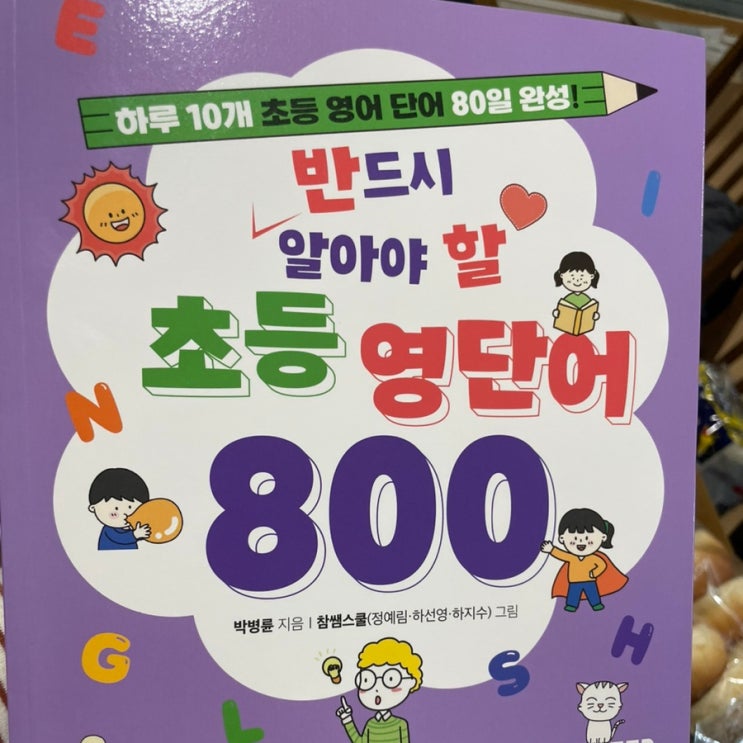 E
하루 10개 초등 영어 단어 80일 완성!
반드시
알아야 할
I
초등 영단어
N
800
박병륜 지음 | 참쌤스쿨(정예림·하선영·하지수) 그림
G
L
S
H